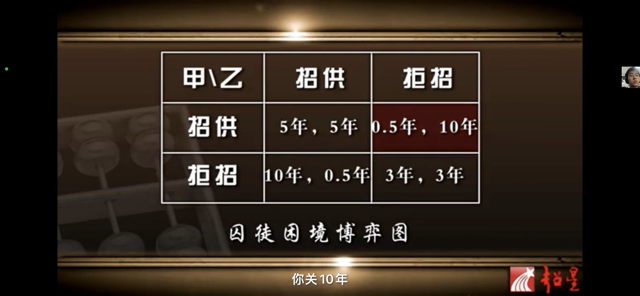 甲\乙 招供 拒招
招供 5年，5年 0.5年，10年
拒招 10年，0.5年 3年，3年
囚徒困境博弈图
你关10年
超星